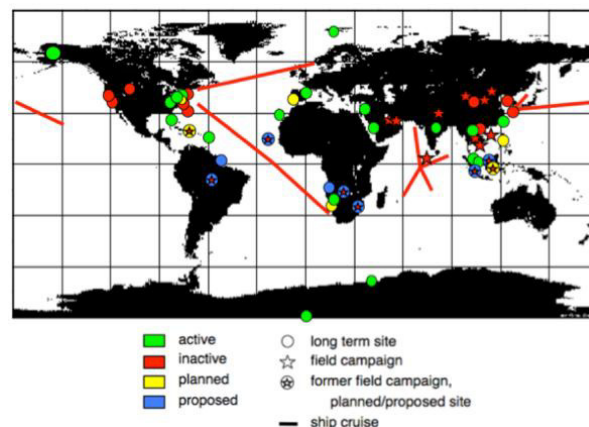 active
inactive
planned
proposed
long term site
field campaign
former field campaign,
planned/proposed site
ship cruise